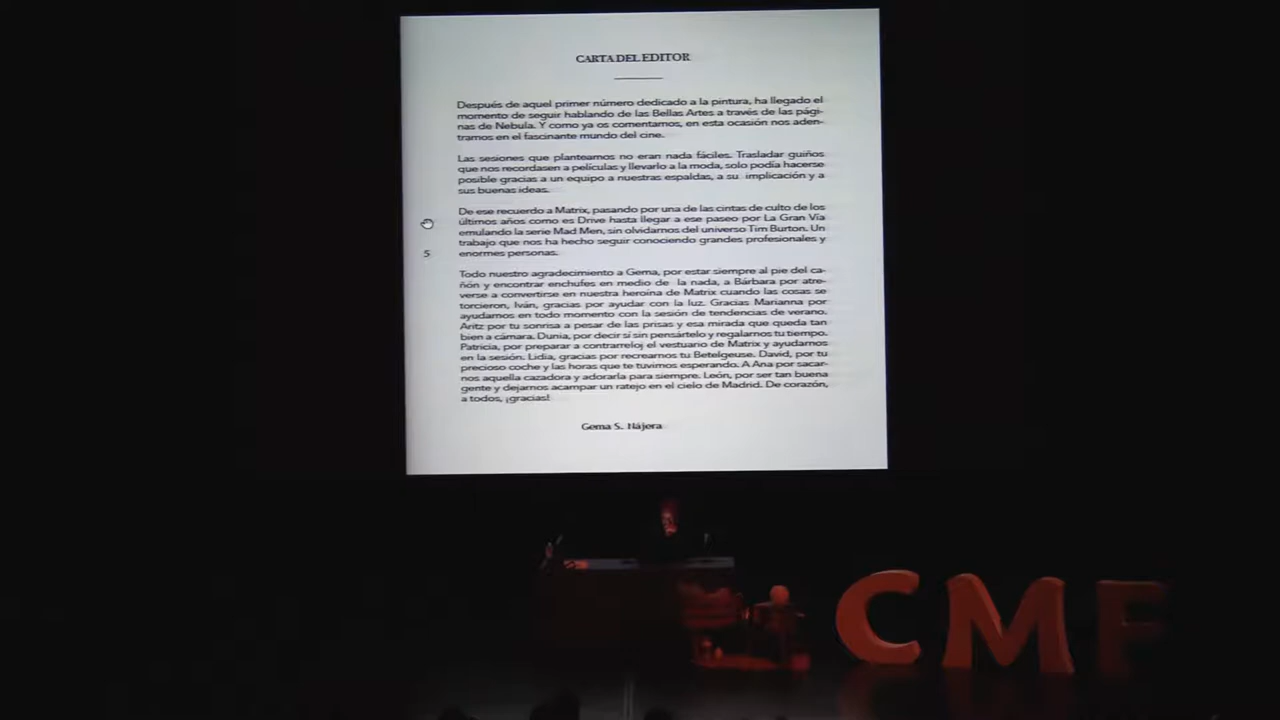 CARTA DEL EDITOR
Después de aquel primer número dedicado a la pintura, ha llegado el
momento de seguir hablando de las Bellas Artes a través de las pági-
nas de Nebula. Y como ya os comentamos, en esta ocasión nos aden-
tramos en el fascinante mundo del cine.
Las sesiones que planteamos no eran nada fáciles. Trasladar guiños
que nos recordasen a películas y llevarlo a la moda, solo podía hacerse
posible gracias a un equipo a nuestras espaldas, a su implicación y a
sus buenas ideas.
De ese recuerdo a Matrix, pasando por una de las cintas de culto de los
últimos años como es Drive hasta llegar a ese paseo por La Gran Vía
emulando la serie Mad Men, sin olvidarnos del universo Tim Burton. Un
trabajo que nos ha hecho seguir conociendo grandes profesionales y
enormes personas.
5
Todo nuestro agradecimiento a Gema, por estar siempre al pie del ca-
ñón y encontrar enchufes en medio de la nada, a Bárbara por atre-
verse a convertirse en nuestra heroína de Matrix cuando las cosas se
torcieron, Iván, gracias por ayudar con la luz. Gracias Marianna por
ayudarnos en todo momento con la sesión de tendencias de verano.
Aritz por tu sonrisa a pesar de las prisas y esa mirada que queda tan
bien a cámara. Dunia, por decir sí sin pensártelo y regalarnos tu tiempo.
Patricia, por preparar a contrarreloj el vestuario de Matrix y ayudarnos
en la sesión. Lidia, gracias por recrearnos tu Betelgeuse. David, por tu
precioso coche y las horas que te tuvimos esperando. A Ana por sacar-
nos aquella cazadora y adorarla para siempre. León, por ser tan buena
gente y dejarnos acampar un ratejo en el cielo de Madrid. De corazón,
a todos, ¡gracias!
Gema S. Nájera
CMF